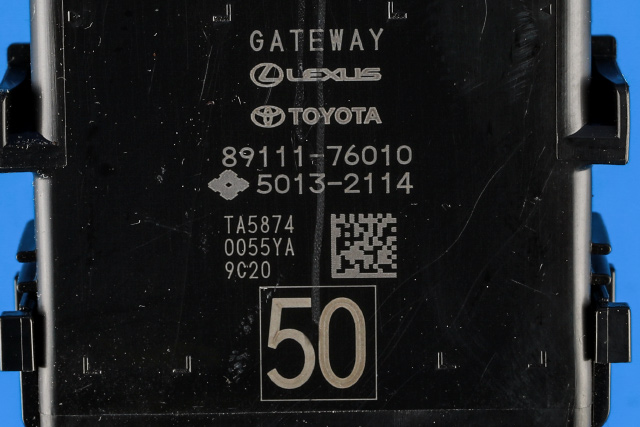 GATEWAY
LEXUS
TOYOTA
89111-76010
5013-2114
TA5874
0055YA
9C20
50